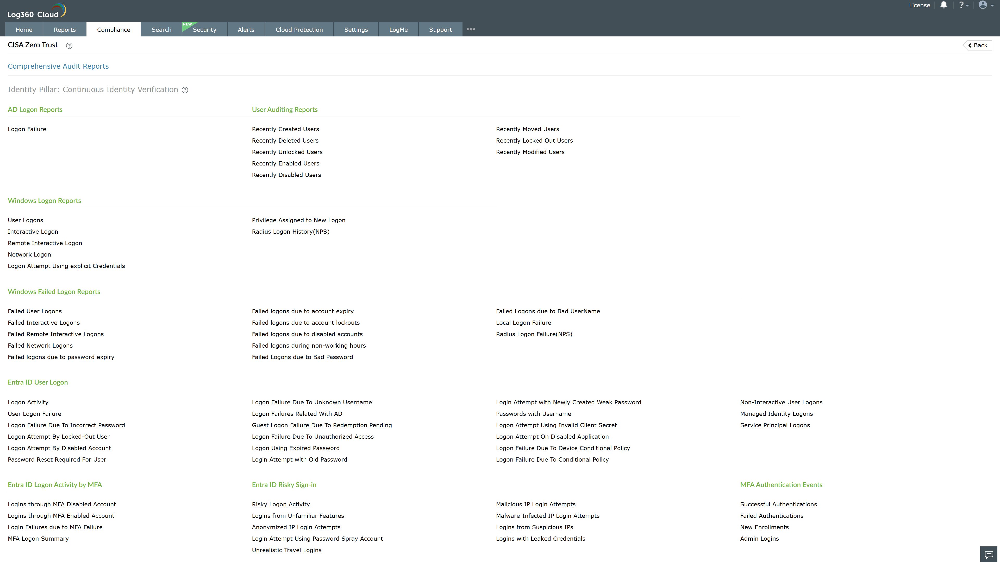 Log360 Cloud
License
?
Home
Reports
Compliance
Search
NEW
Security
Alerts
Cloud Protection
Settings
LogMe
Support
CISA Zero Trust
?
Back
Comprehensive Audit Reports
Identity Pillar: Continuous Identity Verification
?
AD Logon Reports
Logon Failure
User Auditing Reports
Recently Created Users
Recently Deleted Users
Recently Unlocked Users
Recently Enabled Users
Recently Disabled Users
Recently Moved Users
Recently Locked Out Users
Recently Modified Users
Windows Logon Reports
User Logons
Interactive Logon
Remote Interactive Logon
Network Logon
Logon Attempt Using explicit Credentials
Privilege Assigned to New Logon
Radius Logon History(NPS)
Windows Failed Logon Reports
Failed User Logons
Failed Interactive Logons
Failed Remote Interactive Logons
Failed Network Logons
Failed logons due to password expiry
Failed logons due to account expiry
Failed logons due to account lockouts
Failed logons due to disabled accounts
Failed logons during non-working hours
Failed Logons due to Bad Password
Failed Logons due to Bad UserName
Local Logon Failure
Radius Logon Failure(NPS)
Entra ID User Logon
Logon Activity
User Logon Failure
Logon Failure Due To Incorrect Password
Logon Attempt By Locked-Out User
Logon Attempt By Disabled Account
Password Reset Required For User
Logon Failure Due To Unknown Username
Logon Failures Related With AD
Guest Logon Failure Due To Redemption Pending
Logon Failure Due To Unauthorized Access
Logon Using Expired Password
Login Attempt with Old Password
Login Attempt with Newly Created Weak Password
Passwords with Username
Logon Attempt Using Invalid Client Secret
Logon Attempt On Disabled Application
Logon Failure Due To Device Conditional Policy
Logon Failure Due To Conditional Policy
Non-Interactive User Logons
Managed Identity Logons
Service Principal Logons
Entra ID Logon Activity by MFA
Logins through MFA Disabled Account
Logins through MFA Enabled Account
Login Failures due to MFA Failure
MFA Logon Summary
Entra ID Risky Sign-in
Risky Logon Activity
Logins from Unfamiliar Features
Anonymized IP Login Attempts
Login Attempt Using Password Spray Account
Unrealistic Travel Logins
Malicious IP Login Attempts
Malware-Infected IP Login Attempts
Logins from Suspicious IPs
Logins with Leaked Credentials
MFA Authentication Events
Successful Authentications
Failed Authentications
New Enrollments
Admin Logins